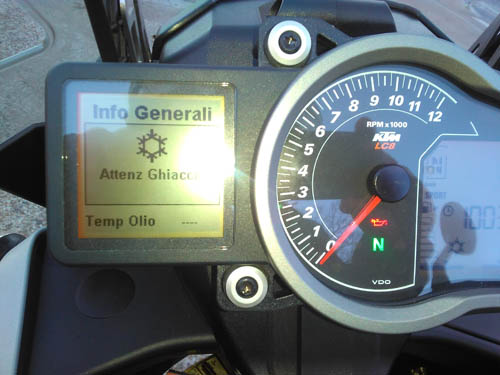 Info Generali
Attenz Ghiacc
Temp Olio ----
0
1
2
3
4
5
6
7
8
9
10
11
12
RPM x 1000
KTM
LC8
N
VDO